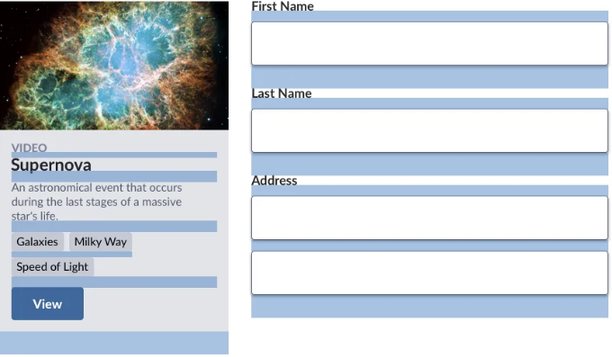 VIDEO
Supernova
An astronomical event that occurs
during the last stages of a massive
star's life.
Galaxies Milky Way
Speed of Light
View
First Name
Last Name
Address